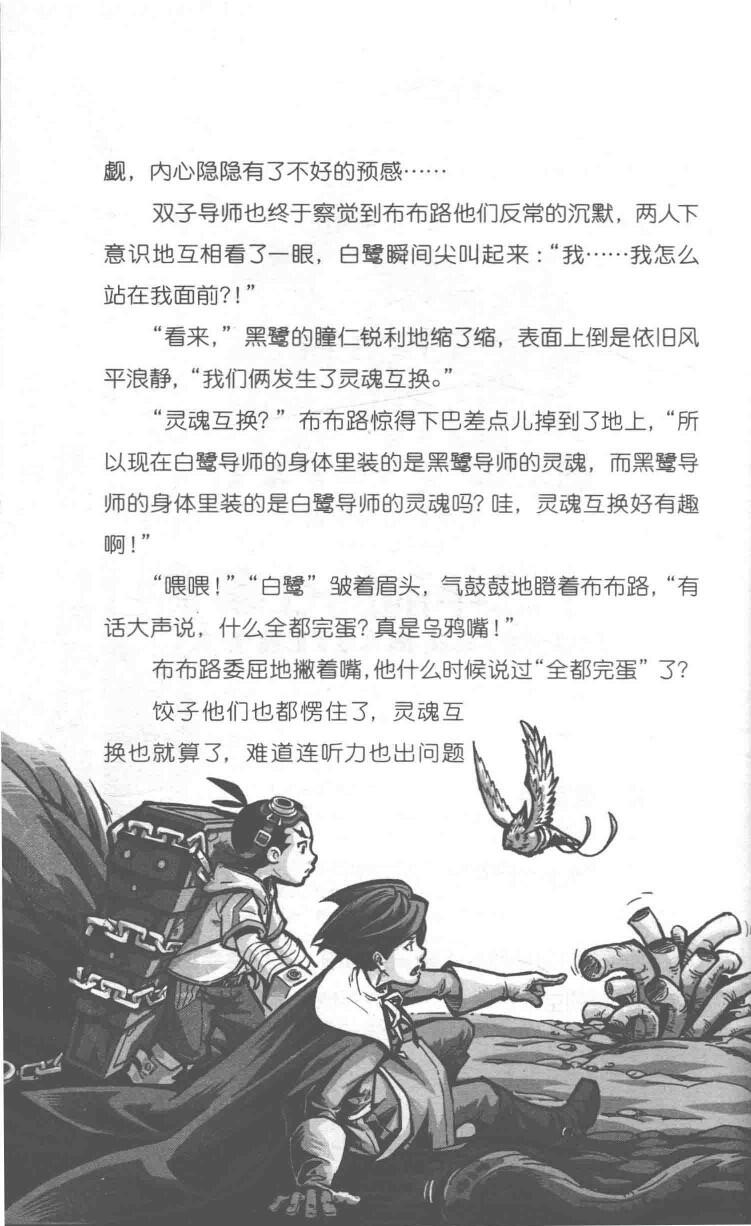 觑，内心隐隐有了不好的预感……
双子导师也终于察觉到布布路他们反常的沉默，两人下
意识地互相看了一眼，白鹭瞬间尖叫起来：“我……我怎么
站在我面前?!”
“看来，”黑鹭的瞳仁锐利地缩了缩，表面上倒是依旧风
平浪静，“我们俩发生了灵魂互换。”
“灵魂互换？”布布路惊得下巴差点儿掉到了地上，“所
以现在白鹭导师的身体里装的是黑鹭导师的灵魂，而黑鹭导
师的身体里装的是白鹭导师的灵魂吗？哇，灵魂互换好有趣
啊！”
“喂喂！”“白鹭”皱着眉头，气鼓鼓地瞪着布布路，“有
话大声说，什么全都完蛋？真是乌鸦嘴！”
布布路委屈地撇着嘴，他什么时候说过“全都完蛋”了？
饺子他们也都愣住了，灵魂互
换也就算了，难道连听力也出问题